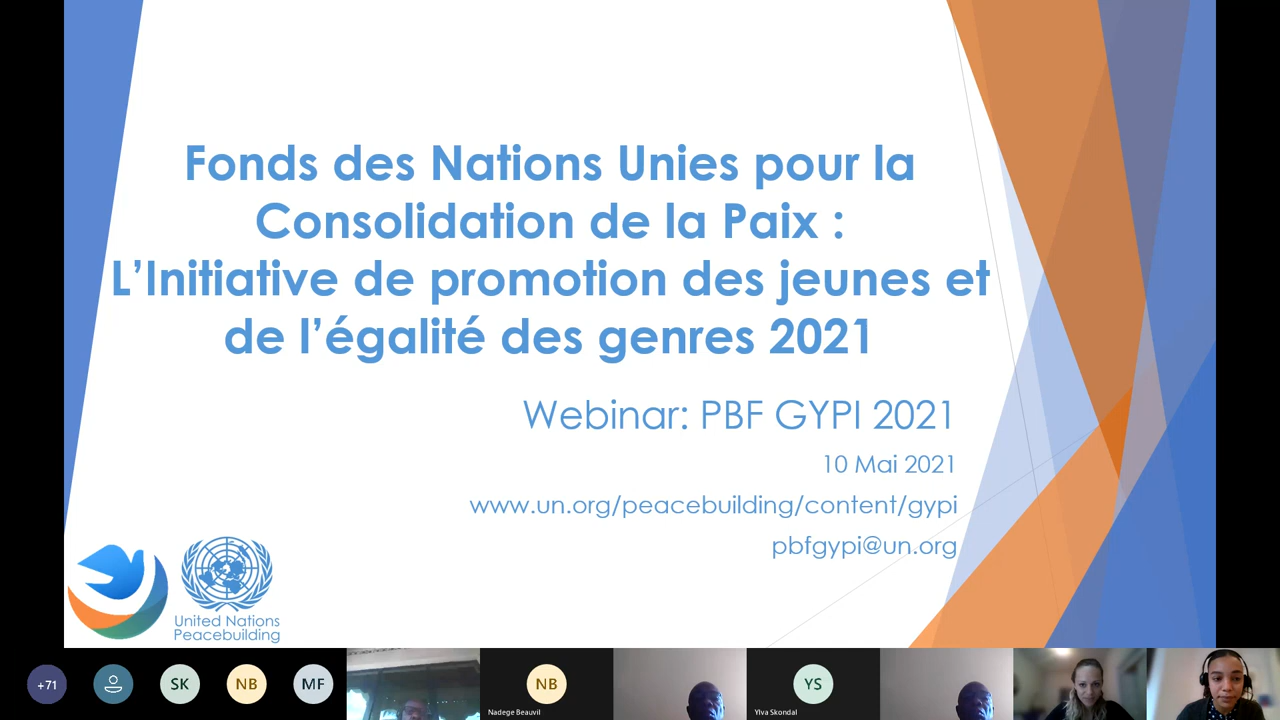 Fonds des Nations Unies pour la
Consolidation de la Paix :
L’Initiative de promotion des jeunes et
de l’égalité des genres 2021
Webinar: PBF GYPI 2021
10 Mai 2021
www.un.org/peacebuilding/content/gypi
pbfgypi@un.org
United Nations
Peacebuilding
+71
SK
NB
MF
NB
Nadege Beauvil
YS
Ylva Skondal